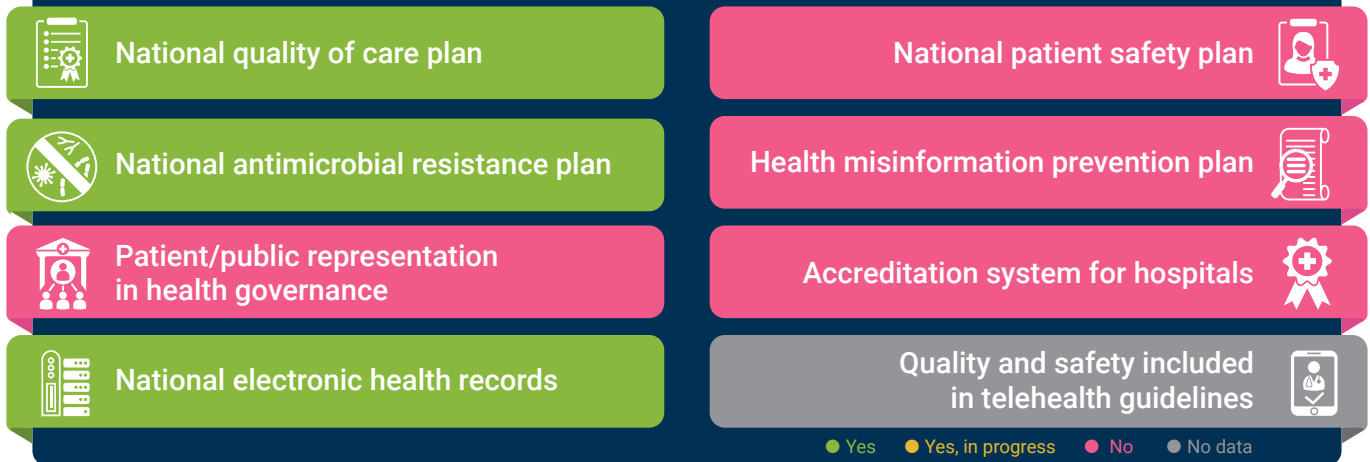 National quality of care plan
National patient safety plan
National antimicrobial resistance plan
Health misinformation prevention plan
Patient/public representation
in health governance
Accreditation system for hospitals
National electronic health records
Quality and safety included
in telehealth guidelines
Yes
Yes, in progress
No
No data